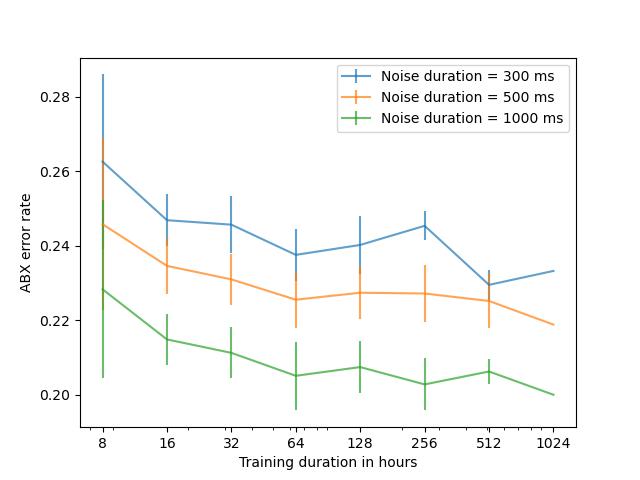 Noise duration = 300 ms
Noise duration = 500 ms
Noise duration = 1000 ms
0.28
0.26
0.24
0.22
0.20
ABX error rate
8 16 32 64 128 256 512 1024
Training duration in hours